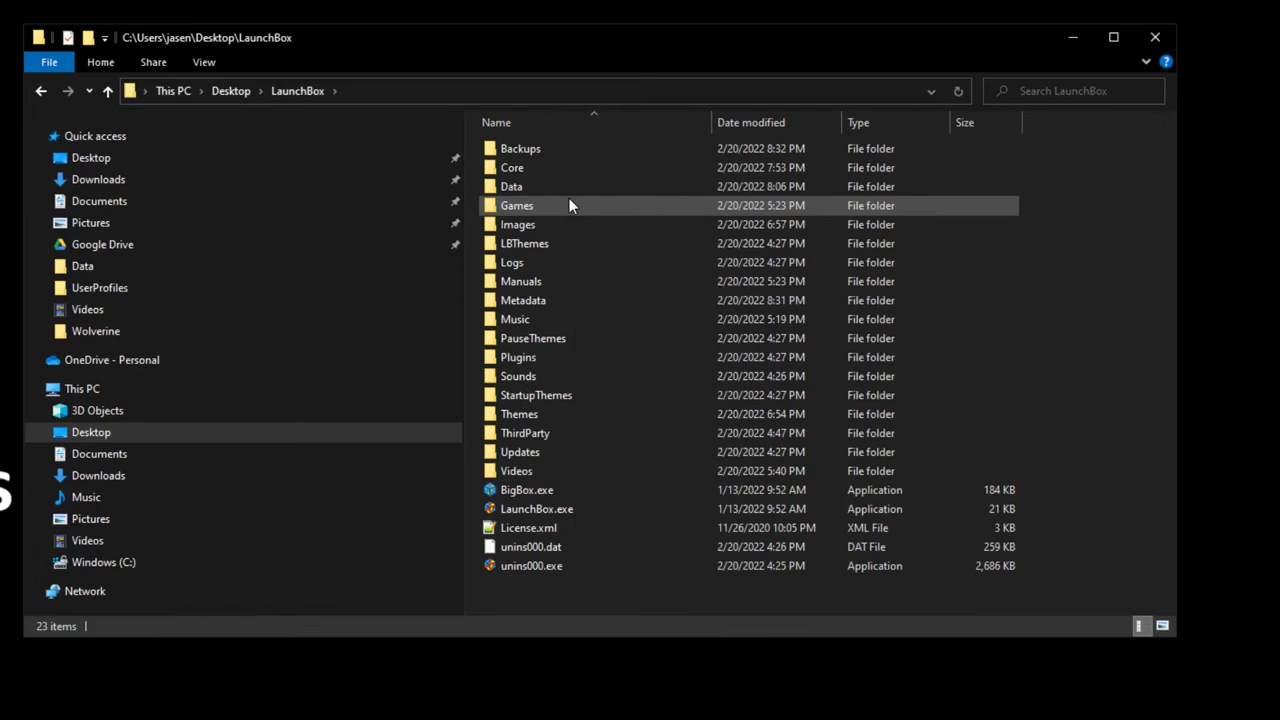 C:\Users\jasen\Desktop\LaunchBox
File Home Share View
This PC Desktop LaunchBox
Search LaunchBox
Quick access
Desktop
Downloads
Documents
Pictures
Google Drive
Data
UserProfiles
Videos
Wolverine
OneDrive - Personal
This PC
3D Objects
Desktop
Documents
Downloads
Music
Pictures
Videos
Windows (C:)
Network
Name Date modified Type Size
Backups 2/20/2022 8:32 PM File folder
Core 2/20/2022 7:53 PM File folder
Data 2/20/2022 8:06 PM File folder
Games 2/20/2022 5:23 PM File folder
Images 2/20/2022 6:57 PM File folder
LBThemes 2/20/2022 4:27 PM File folder
Logs 2/20/2022 4:27 PM File folder
Manuals 2/20/2022 5:23 PM File folder
Metadata 2/20/2022 8:31 PM File folder
Music 2/20/2022 5:19 PM File folder
PauseThemes 2/20/2022 4:27 PM File folder
Plugins 2/20/2022 4:27 PM File folder
Sounds 2/20/2022 4:26 PM File folder
StartupThemes 2/20/2022 4:27 PM File folder
Themes 2/20/2022 6:54 PM File folder
ThirdParty 2/20/2022 4:47 PM File folder
Updates 2/20/2022 4:27 PM File folder
Videos 2/20/2022 5:40 PM File folder
BigBox.exe 1/13/2022 9:52 AM Application 184 KB
LaunchBox.exe 1/13/2022 9:52 AM Application 21 KB
License.xml 11/26/2020 10:05 PM XML File 3 KB
unins000.dat 2/20/2022 4:26 PM DAT File 259 KB
unins000.exe 2/20/2022 4:25 PM Application 2,686 KB
s
23 items